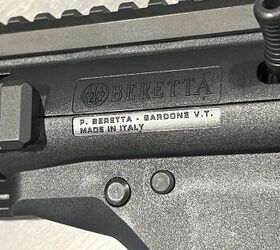 BERETTA
P. BERETTA - GARDONE V.T.
MADE IN ITALY